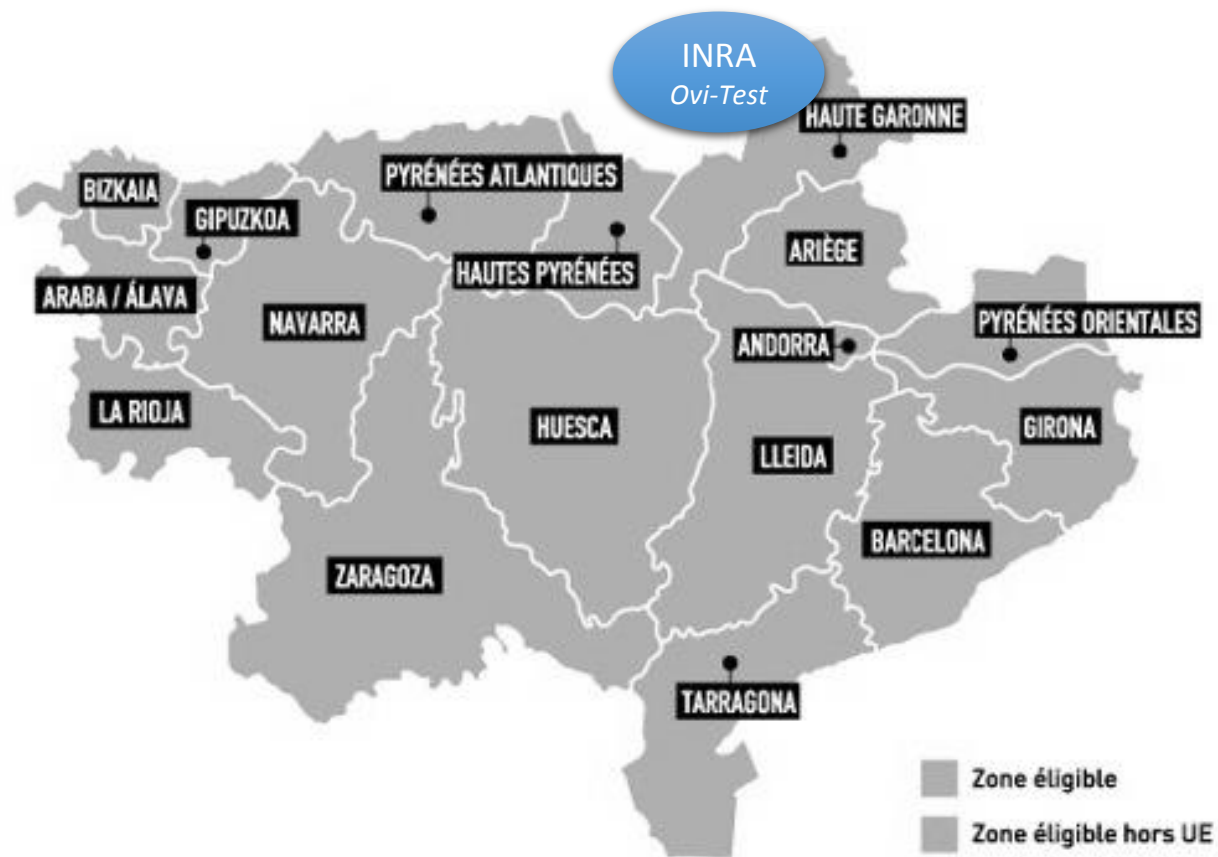 INRA
Ovi-Test
HAUTE GARONNE
PYRÉNÉES ATLANTIQUES
BIZKAIA
GIPUZKOA
ARIÈGE
HAUTES PYRÉNÉES
ARABA / ÁLAVA
NAVARRA
PYRÉNÉES ORIENTALES
ANDORRA
LA RIOJA
HUESCA
GIRONA
LLEIDA
BARCELONA
ZARAGOZA
TARRAGONA
Zone éligible
Zone éligible hors UE